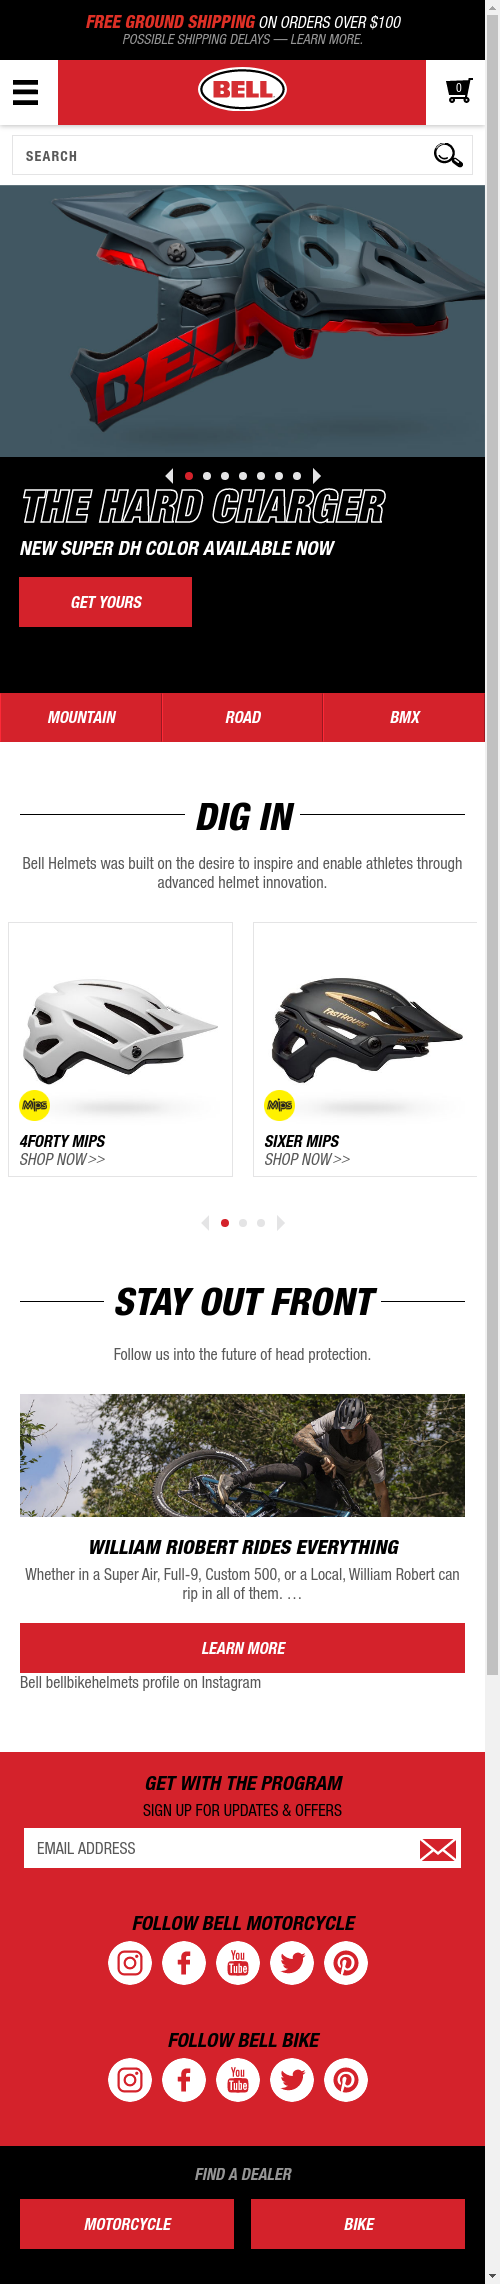 FREE GROUND SHIPPING ON ORDERS OVER $100
POSSIBLE SHIPPING DELAYS — LEARN MORE.
BELL
0
SEARCH
BELL
THE HARD CHARGER
NEW SUPER DH COLOR AVAILABLE NOW
GET YOURS
MOUNTAIN ROAD BMX
DIG IN
Bell Helmets was built on the desire to inspire and enable athletes through
advanced helmet innovation.
FASTHOUSE
Mips
Mips
4FORTY MIPS
SHOP NOW>>
SIXER MIPS
SHOP NOW>>
STAY OUT FRONT
Follow us into the future of head protection.
WILLIAM RIOBERT RIDES EVERYTHING
Whether in a Super Air, Full-9, Custom 500, or a Local, William Robert can
rip in all of them. …
LEARN MORE
Bell bellbikehelmets profile on Instagram
GET WITH THE PROGRAM
SIGN UP FOR UPDATES & OFFERS
EMAIL ADDRESS
FOLLOW BELL MOTORCYCLE
You
Tube
FOLLOW BELL BIKE
You
Tube
FIND A DEALER
MOTORCYCLE BIKE